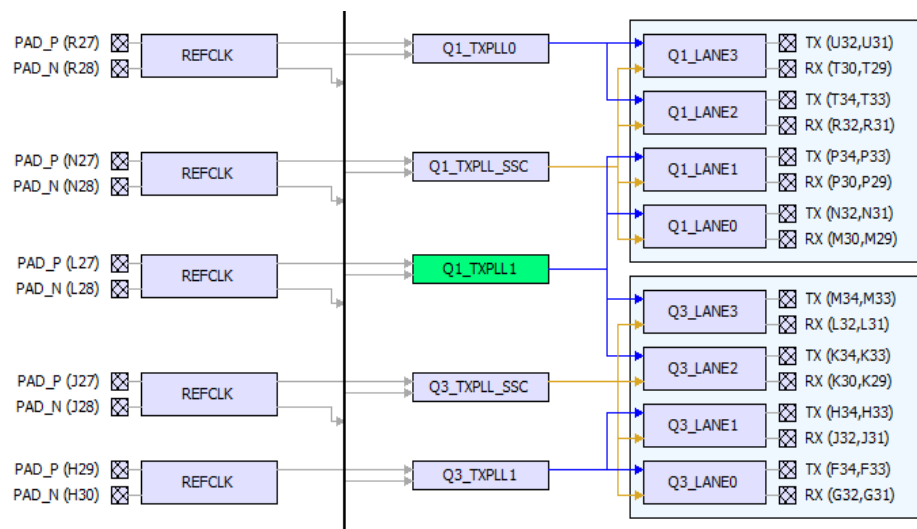 PAD_P (R27)
PAD_N (R28)
REFCLK
Q1_TXPLL0
Q1_LANE3
TX (U32,U31)
RX (T30,T29)
Q1_LANE2
TX (T34,T33)
RX (R32,R31)
PAD_P (N27)
PAD_N (N28)
REFCLK
Q1_TXPLL_SSC
Q1_LANE1
TX (P34,P33)
RX (P30,P29)
Q1_LANE0
TX (N32,N31)
RX (M30,M29)
PAD_P (L27)
PAD_N (L28)
REFCLK
Q1_TXPLL1
Q3_LANE3
TX (M34,M33)
RX (L32,L31)
Q3_LANE2
TX (K34,K33)
RX (K30,K29)
PAD_P (J27)
PAD_N (J28)
REFCLK
Q3_TXPLL_SSC
Q3_LANE1
TX (H34,H33)
RX (J32,J31)
PAD_P (H29)
PAD_N (H30)
REFCLK
Q3_TXPLL1
Q3_LANE0
TX (F34,F33)
RX (G32,G31)